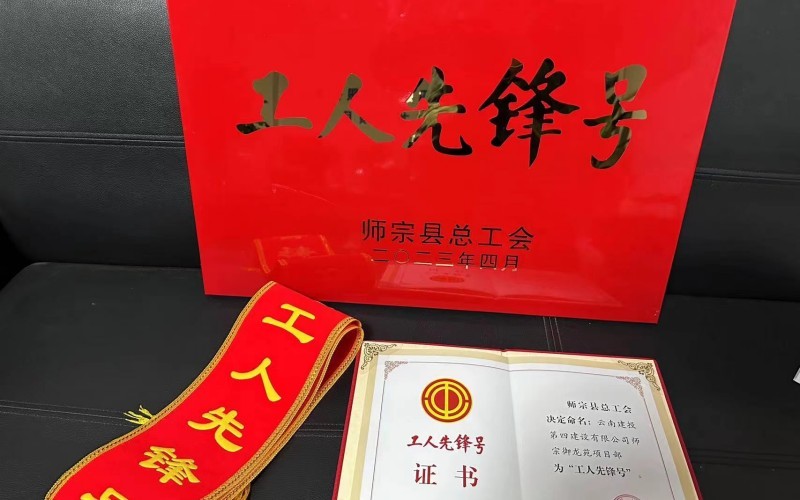 工人先锋号
师宗县总工会
二〇二三年四月
工人先锋号
工人先锋号
证书
师宗县总工会
决定命名：云南建投
第四建设有限公司师
宗御龙苑项目部
为“工人先锋号”。